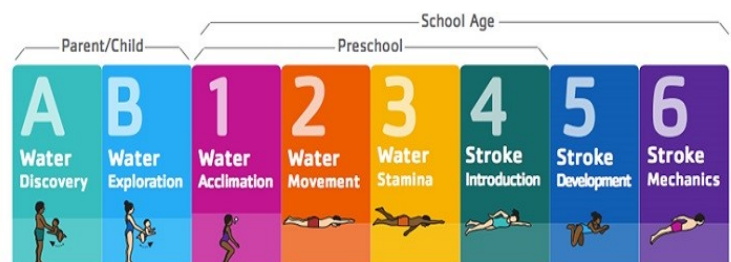 School Age
Parent/Child
Preschool
A
Water
Discovery
B
Water
Exploration
1
Water
Acclimation
2
Water
Movement
3
Water
Stamina
4
Stroke
Introduction
5
Stroke
Development
6
Stroke
Mechanics